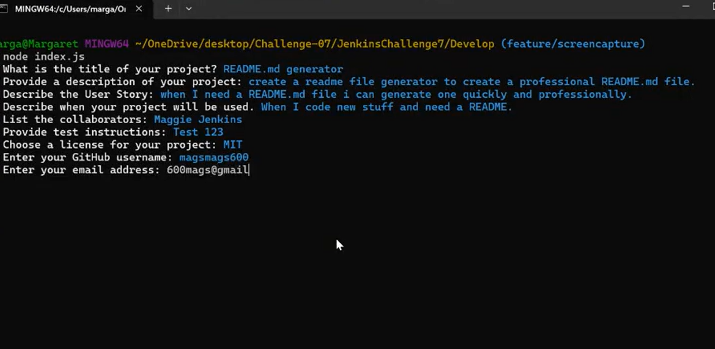 MINGW64:/c/Users/marga/On
arga@Margaret MINGW64 ~/OneDrive/desktop/Challenge-07/JenkinsChallenge7/Develop (feature/screencapture)
node index.js
What is the title of your project? README.md generator
Provide a description of your project: create a readme file generator to create a professional README.md file.
Describe the User Story: when I need a README.md file i can generate one quickly and professionally.
Describe when your project will be used. When I code new stuff and need a README.
List the collaborators: Maggie Jenkins
Provide test instructions: Test 123
Choose a license for your project: MIT
Enter your GitHub username: magsmags600
Enter your email address: 600mags@gmail